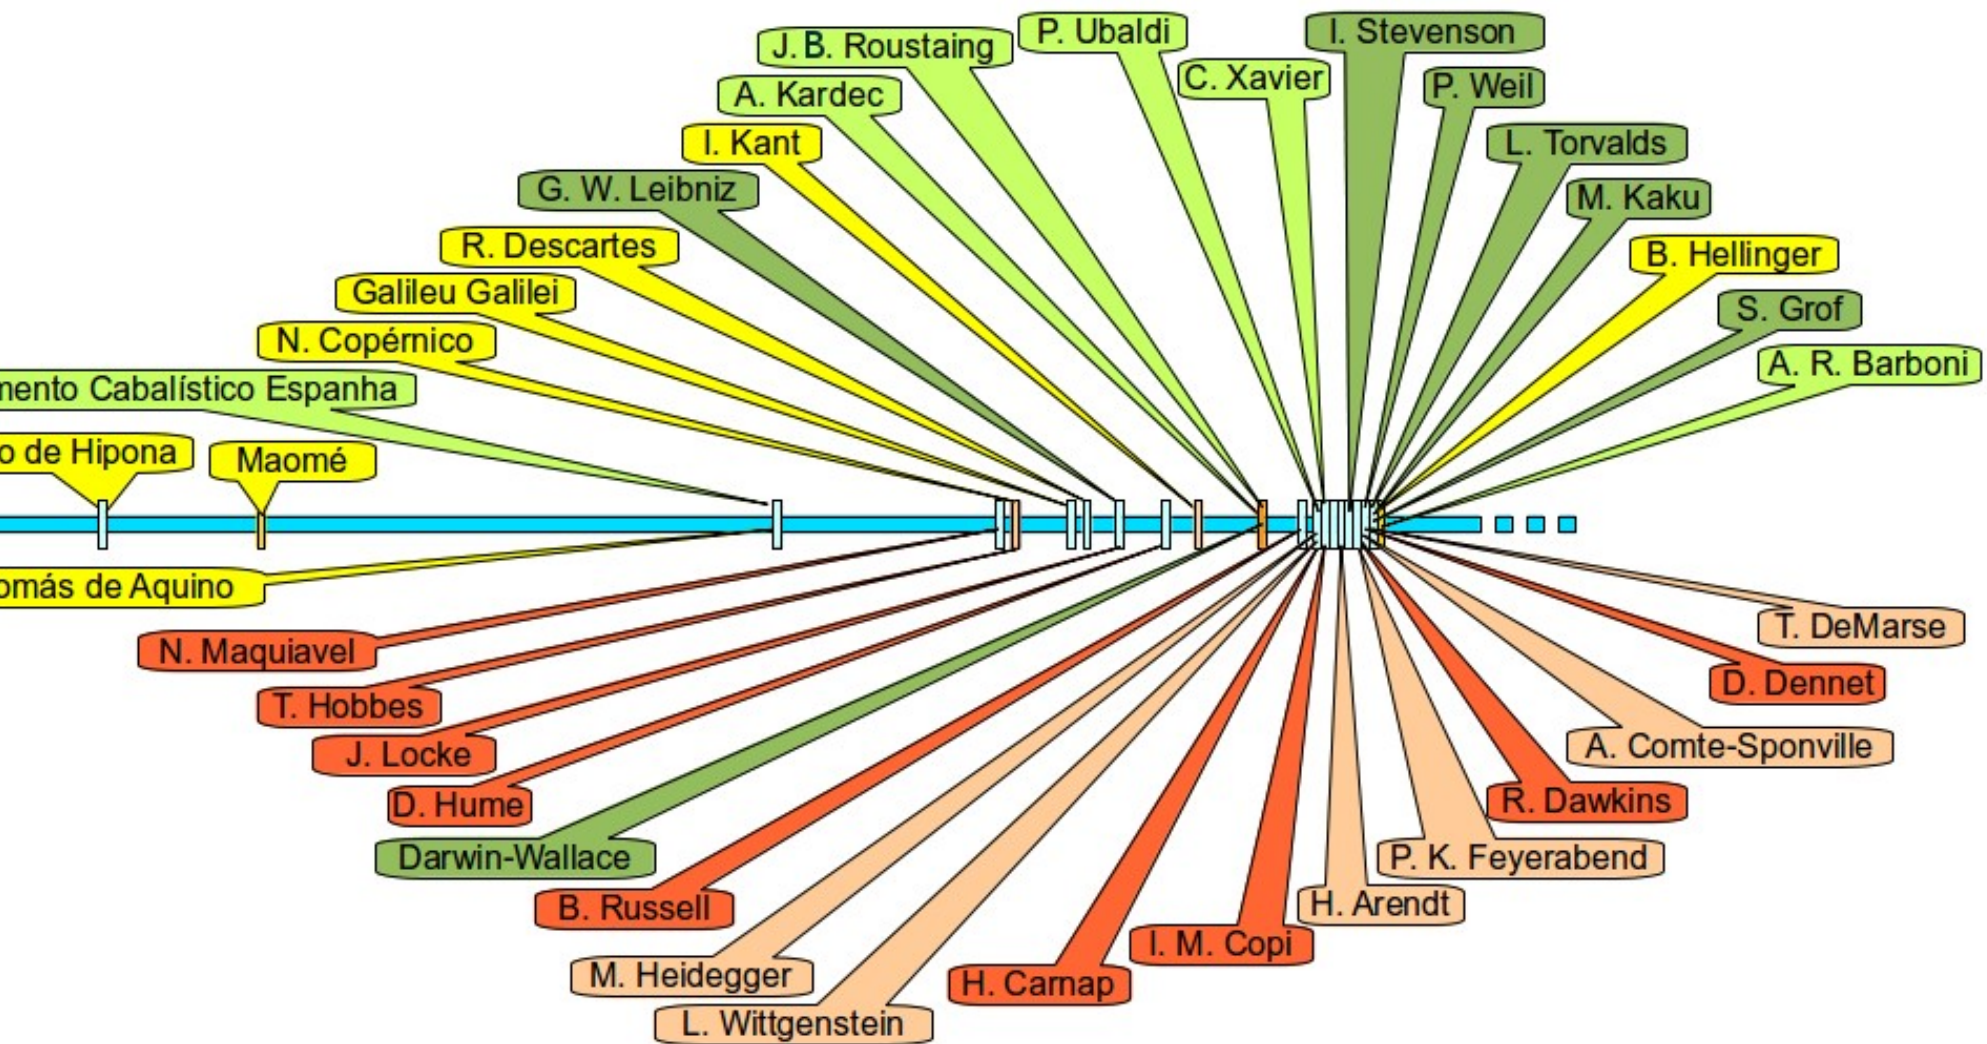 P. Ubaldi
I. Stevenson
J. B. Roustaing
C. Xavier
P. Weil
A. Kardec
I. Kant
L. Torvalds
G. W. Leibniz
M. Kaku
R. Descartes
B. Hellinger
Galileu Galilei
S. Grof
N. Copérnico
A. R. Barboni
mento Cabalístico Espanha
o de Hipona
Maomé
omás de Aquino
T. DeMarse
N. Maquiavel
D. Dennet
T. Hobbes
J. Locke
A. Comte-Sponville
D. Hume
R. Dawkins
Darwin-Wallace
P. K. Feyerabend
B. Russell
H. Arendt
I. M. Copi
M. Heidegger
H. Carnap
L. Wittgenstein